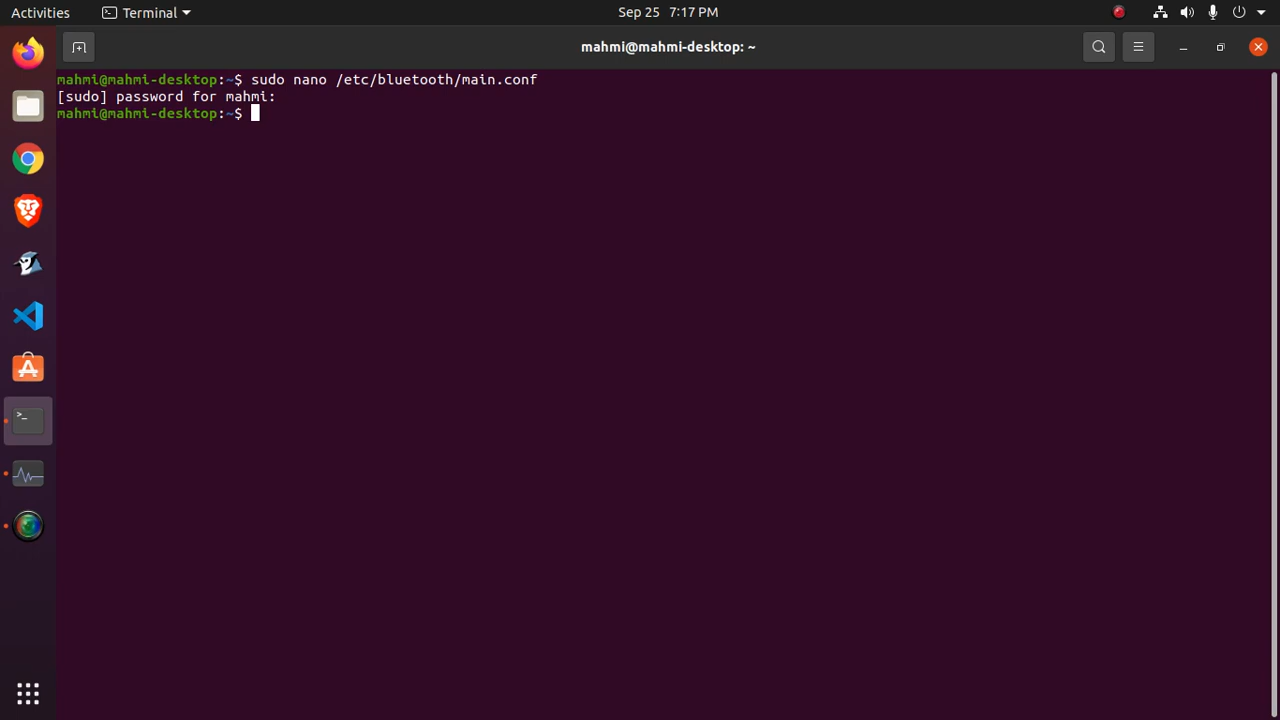 Activities
Terminal
Sep 25 7:17 PM
mahmi@mahmi-desktop: ~
mahmi@mahmi-desktop:~$ sudo nano /etc/bluetooth/main.conf
[sudo] password for mahmi:
mahmi@mahmi-desktop:~$